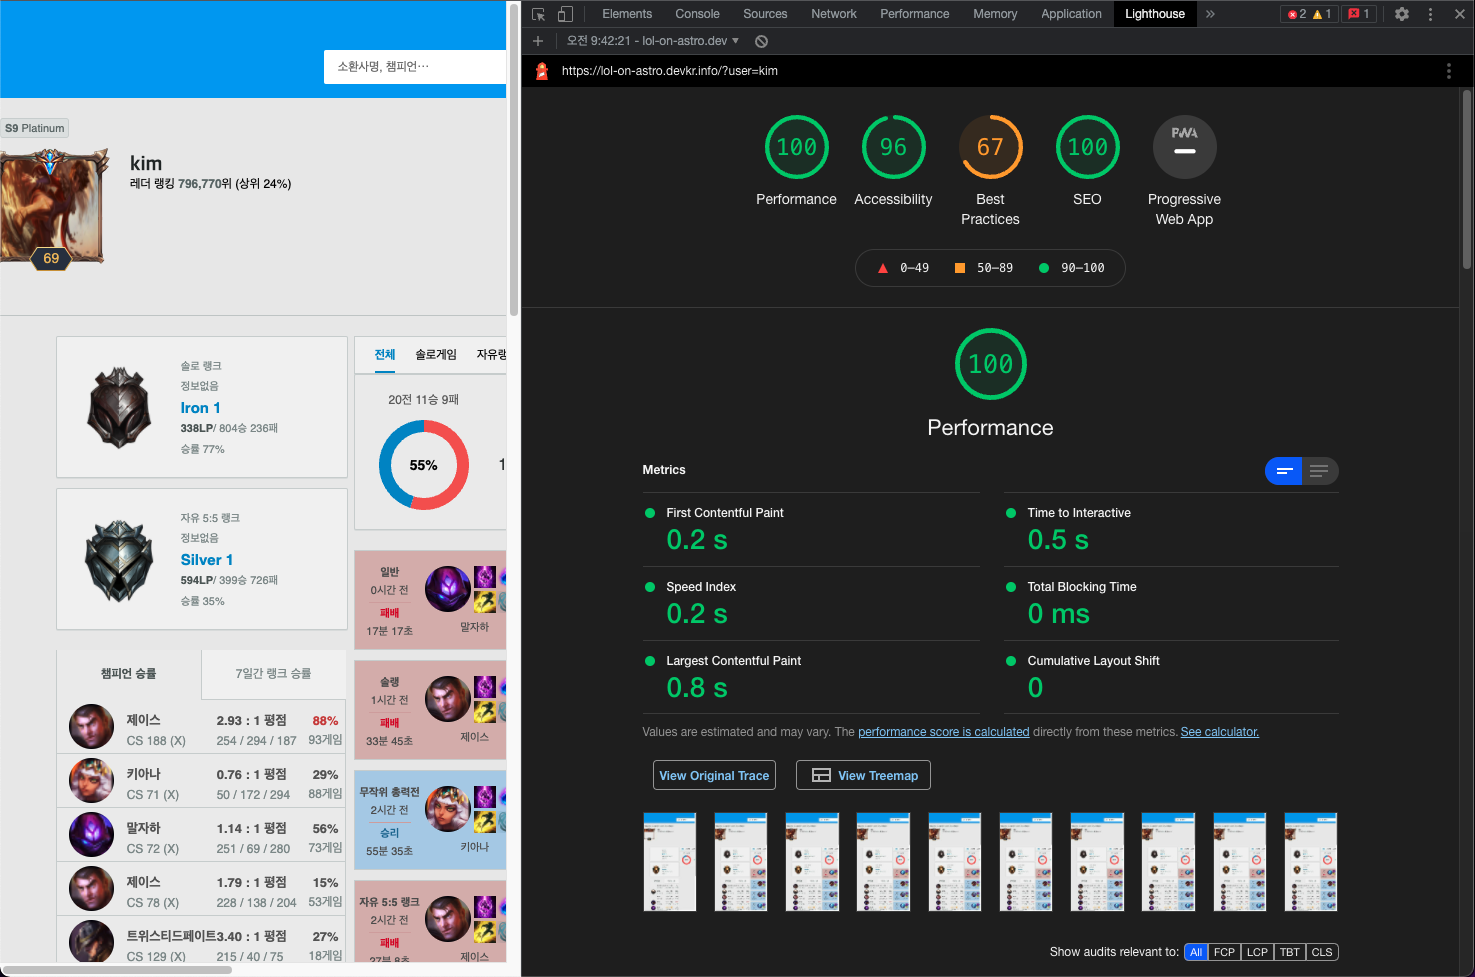 Elements Console Sources Network Performance Memory Application Lighthouse » 2 1 1
오전 9:42:21 - lol-on-astro.dev
https://lol-on-astro.devkr.info/?user=kim
소환사명, 챔피언…
S9 Platinum
kim
레더 랭킹 796,770위 (상위 24%)
69
솔로 랭크
정보없음
Iron 1
338LP/ 804승 236패
승률 77%
자유 5:5 랭크
정보없음
Silver 1
594LP/ 399승 726패
승률 35%
챔피언 승률
7일간 랭크 승률
제이스 2.93 : 1 평점 88%
CS 188 (X) 254 / 294 / 187 93게임
키아나 0.76 : 1 평점 29%
CS 71 (X) 50 / 172 / 294 88게임
말자하 1.14 : 1 평점 56%
CS 72 (X) 251 / 69 / 280 73게임
제이스 1.79 : 1 평점 15%
CS 78 (X) 228 / 138 / 204 53게임
트위스티드페이트 3.40 : 1 평점 27%
CS 129 (X) 215 / 40 / 75 18게임
전체 솔로게임 자유랭
20전 11승 9패
55%
1
일반
0시간 전
패배
17분 17초
말자하
솔랭
1시간 전
패배
33분 45초
제이스
무작위 총력전
2시간 전
승리
55분 35초
키아나
자유 5:5 랭크
2시간 전
패배
27분 8초
제이스
100 96 67 100 PWA
Performance Accessibility Best Practices SEO Progressive Web App
0–49 50–89 90–100
100
Performance
Metrics
First Contentful Paint
0.2 s
Time to Interactive
0.5 s
Speed Index
0.2 s
Total Blocking Time
0 ms
Largest Contentful Paint
0.8 s
Cumulative Layout Shift
0
Values are estimated and may vary. The performance score is calculated directly from these metrics. See calculator.
View Original Trace
View Treemap
Show audits relevant to: All FCP LCP TBT CLS